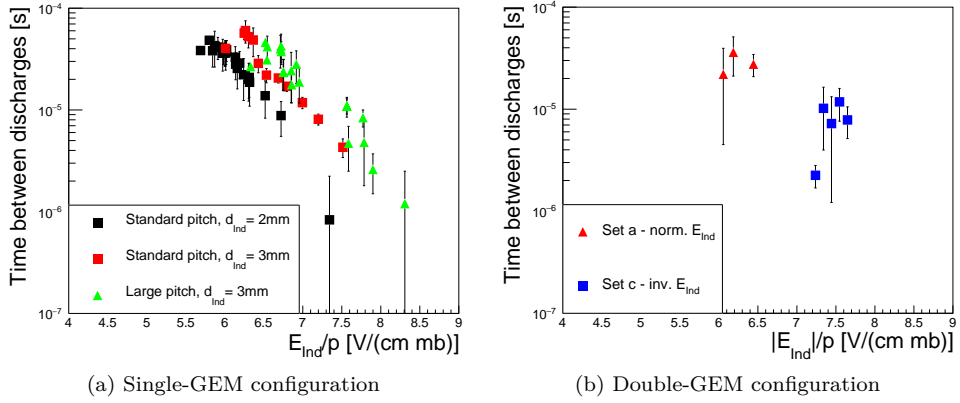 Time between discharges [s]
10⁻⁴
10⁻⁵
10⁻⁶
10⁻⁷
Standard pitch, d_Ind= 2mm
Standard pitch, d_Ind= 3mm
Large pitch, d_Ind= 3mm
4 4.5 5 5.5 6 6.5 7 7.5 8 8.5 9
E_Ind/p [V/(cm mb)]
(a) Single-GEM configuration
Time between discharges [s]
10⁻⁴
10⁻⁵
10⁻⁶
10⁻⁷
Set a - norm. E_Ind
Set c - inv. E_Ind
4 4.5 5 5.5 6 6.5 7 7.5 8 8.5 9
|E_Ind|/p [V/(cm mb)]
(b) Double-GEM configuration